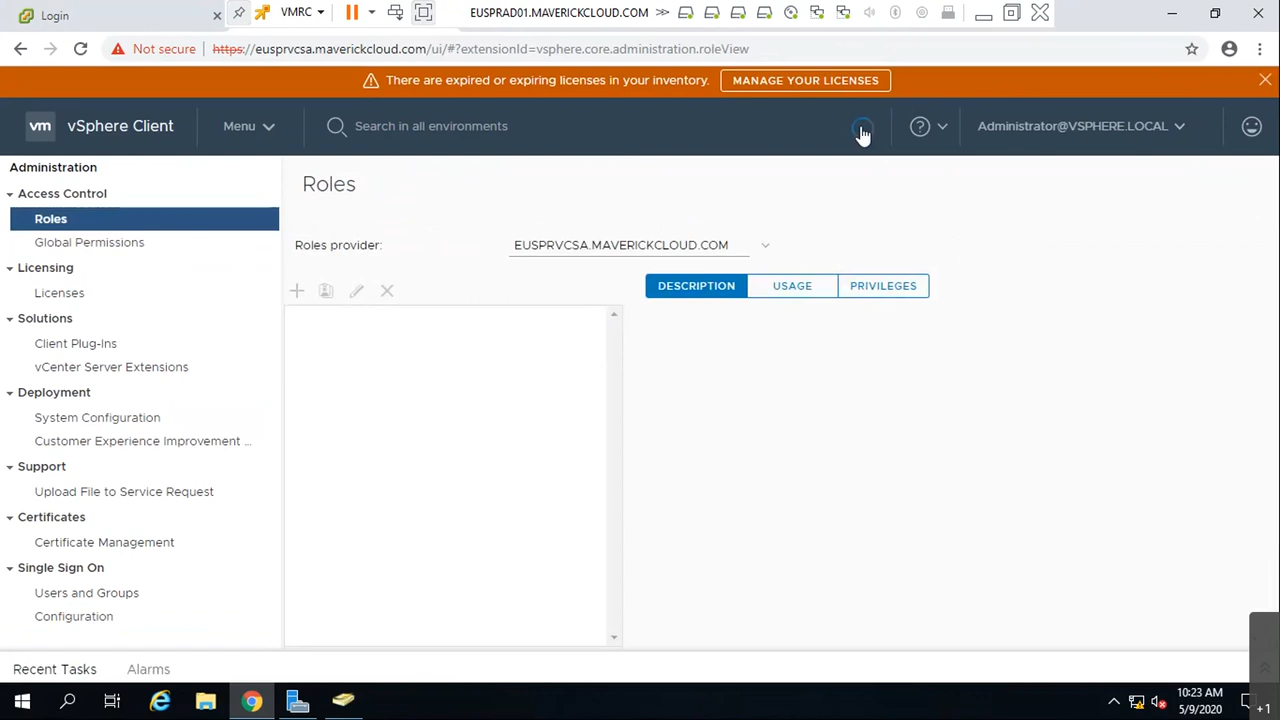 Login
VMRC
EUSPRAD01.MAVERICKCLOUD.COM
Not secure
https://eusprvcsa.maverickcloud.com/ui/#?extensionId=vsphere.core.administration.roleView
There are expired or expiring licenses in your inventory.
MANAGE YOUR LICENSES
vm
vSphere Client
Menu
Search in all environments
Administrator@VSPHERE.LOCAL
Administration
Access Control
Roles
Global Permissions
Licensing
Licenses
Solutions
Client Plug-Ins
vCenter Server Extensions
Deployment
System Configuration
Customer Experience Improvement ...
Support
Upload File to Service Request
Certificates
Certificate Management
Single Sign On
Users and Groups
Configuration
Roles
Roles provider:
EUSPRVCSA.MAVERICKCLOUD.COM
DESCRIPTION
USAGE
PRIVILEGES
Recent Tasks
Alarms
10:23 AM
5/9/2020
+1